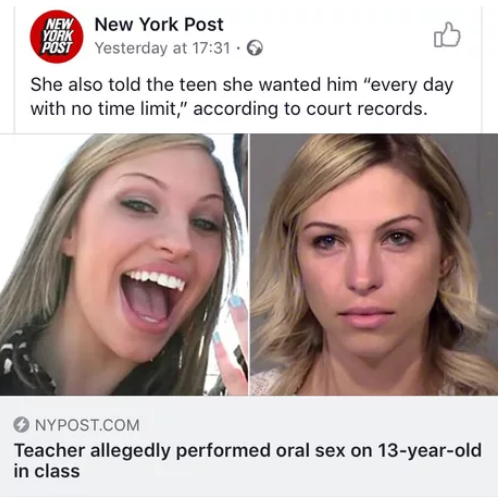 NEW
YORK
POST
New York Post
Yesterday at 17:31 ·
She also told the teen she wanted him “every day
with no time limit,” according to court records.
NYPOST.COM
Teacher allegedly performed oral sex on 13-year-old
in class